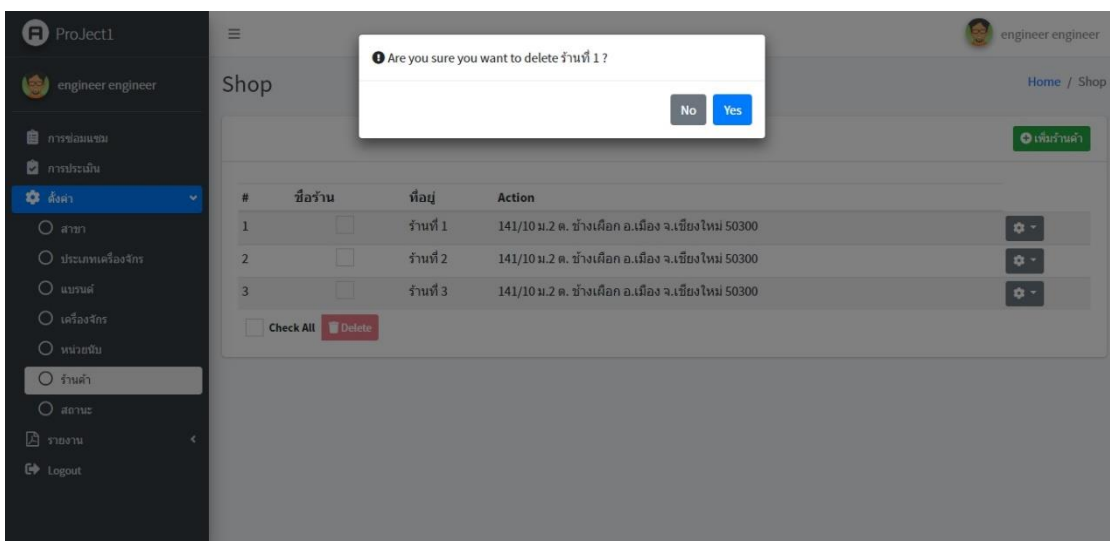 ProJect1
engineer engineer
engineer engineer
Are you sure you want to delete ร้านที่ 1 ?
No Yes
Shop
Home / Shop
เพิ่มร้านค้า
การซ่อมแซม
การประเมิน
ตั้งค่า
สาขา
ประเภทเครื่องจักร
แบรนด์
เครื่องจักร
หน่วยนับ
ร้านค้า
สถานะ
รายงาน
Logout
# ชื่อร้าน ที่อยู่ Action
1 ร้านที่ 1 141/10 ม.2 ต. ช้างเผือก อ.เมือง จ.เชียงใหม่ 50300
2 ร้านที่ 2 141/10 ม.2 ต. ช้างเผือก อ.เมือง จ.เชียงใหม่ 50300
3 ร้านที่ 3 141/10 ม.2 ต. ช้างเผือก อ.เมือง จ.เชียงใหม่ 50300
Check All Delete